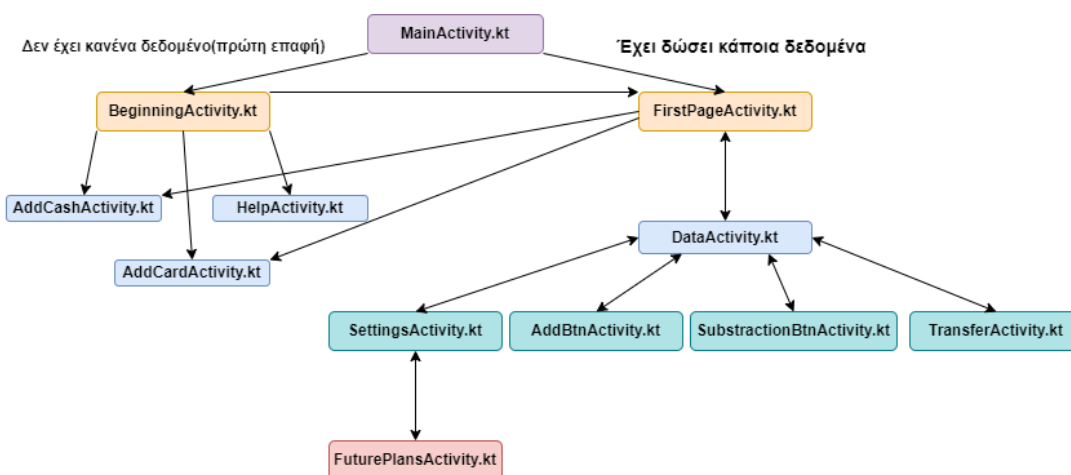 MainActivity.kt
Δεν έχει κανένα δεδομένο(πρώτη επαφή)
Έχει δώσει κάποια δεδομένα
BeginningActivity.kt
FirstPageActivity.kt
AddCashActivity.kt
HelpActivity.kt
DataActivity.kt
AddCardActivity.kt
SettingsActivity.kt
AddBtnActivity.kt
SubstractionBtnActivity.kt
TransferActivity.kt
FuturePlansActivity.kt